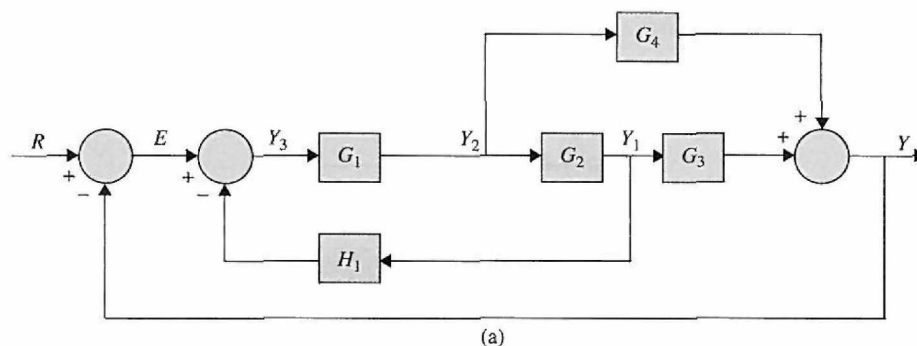 G4
+
R E Y3 G1 Y2 G2 Y1 G3 + Y
+ − + −
H1
(a)